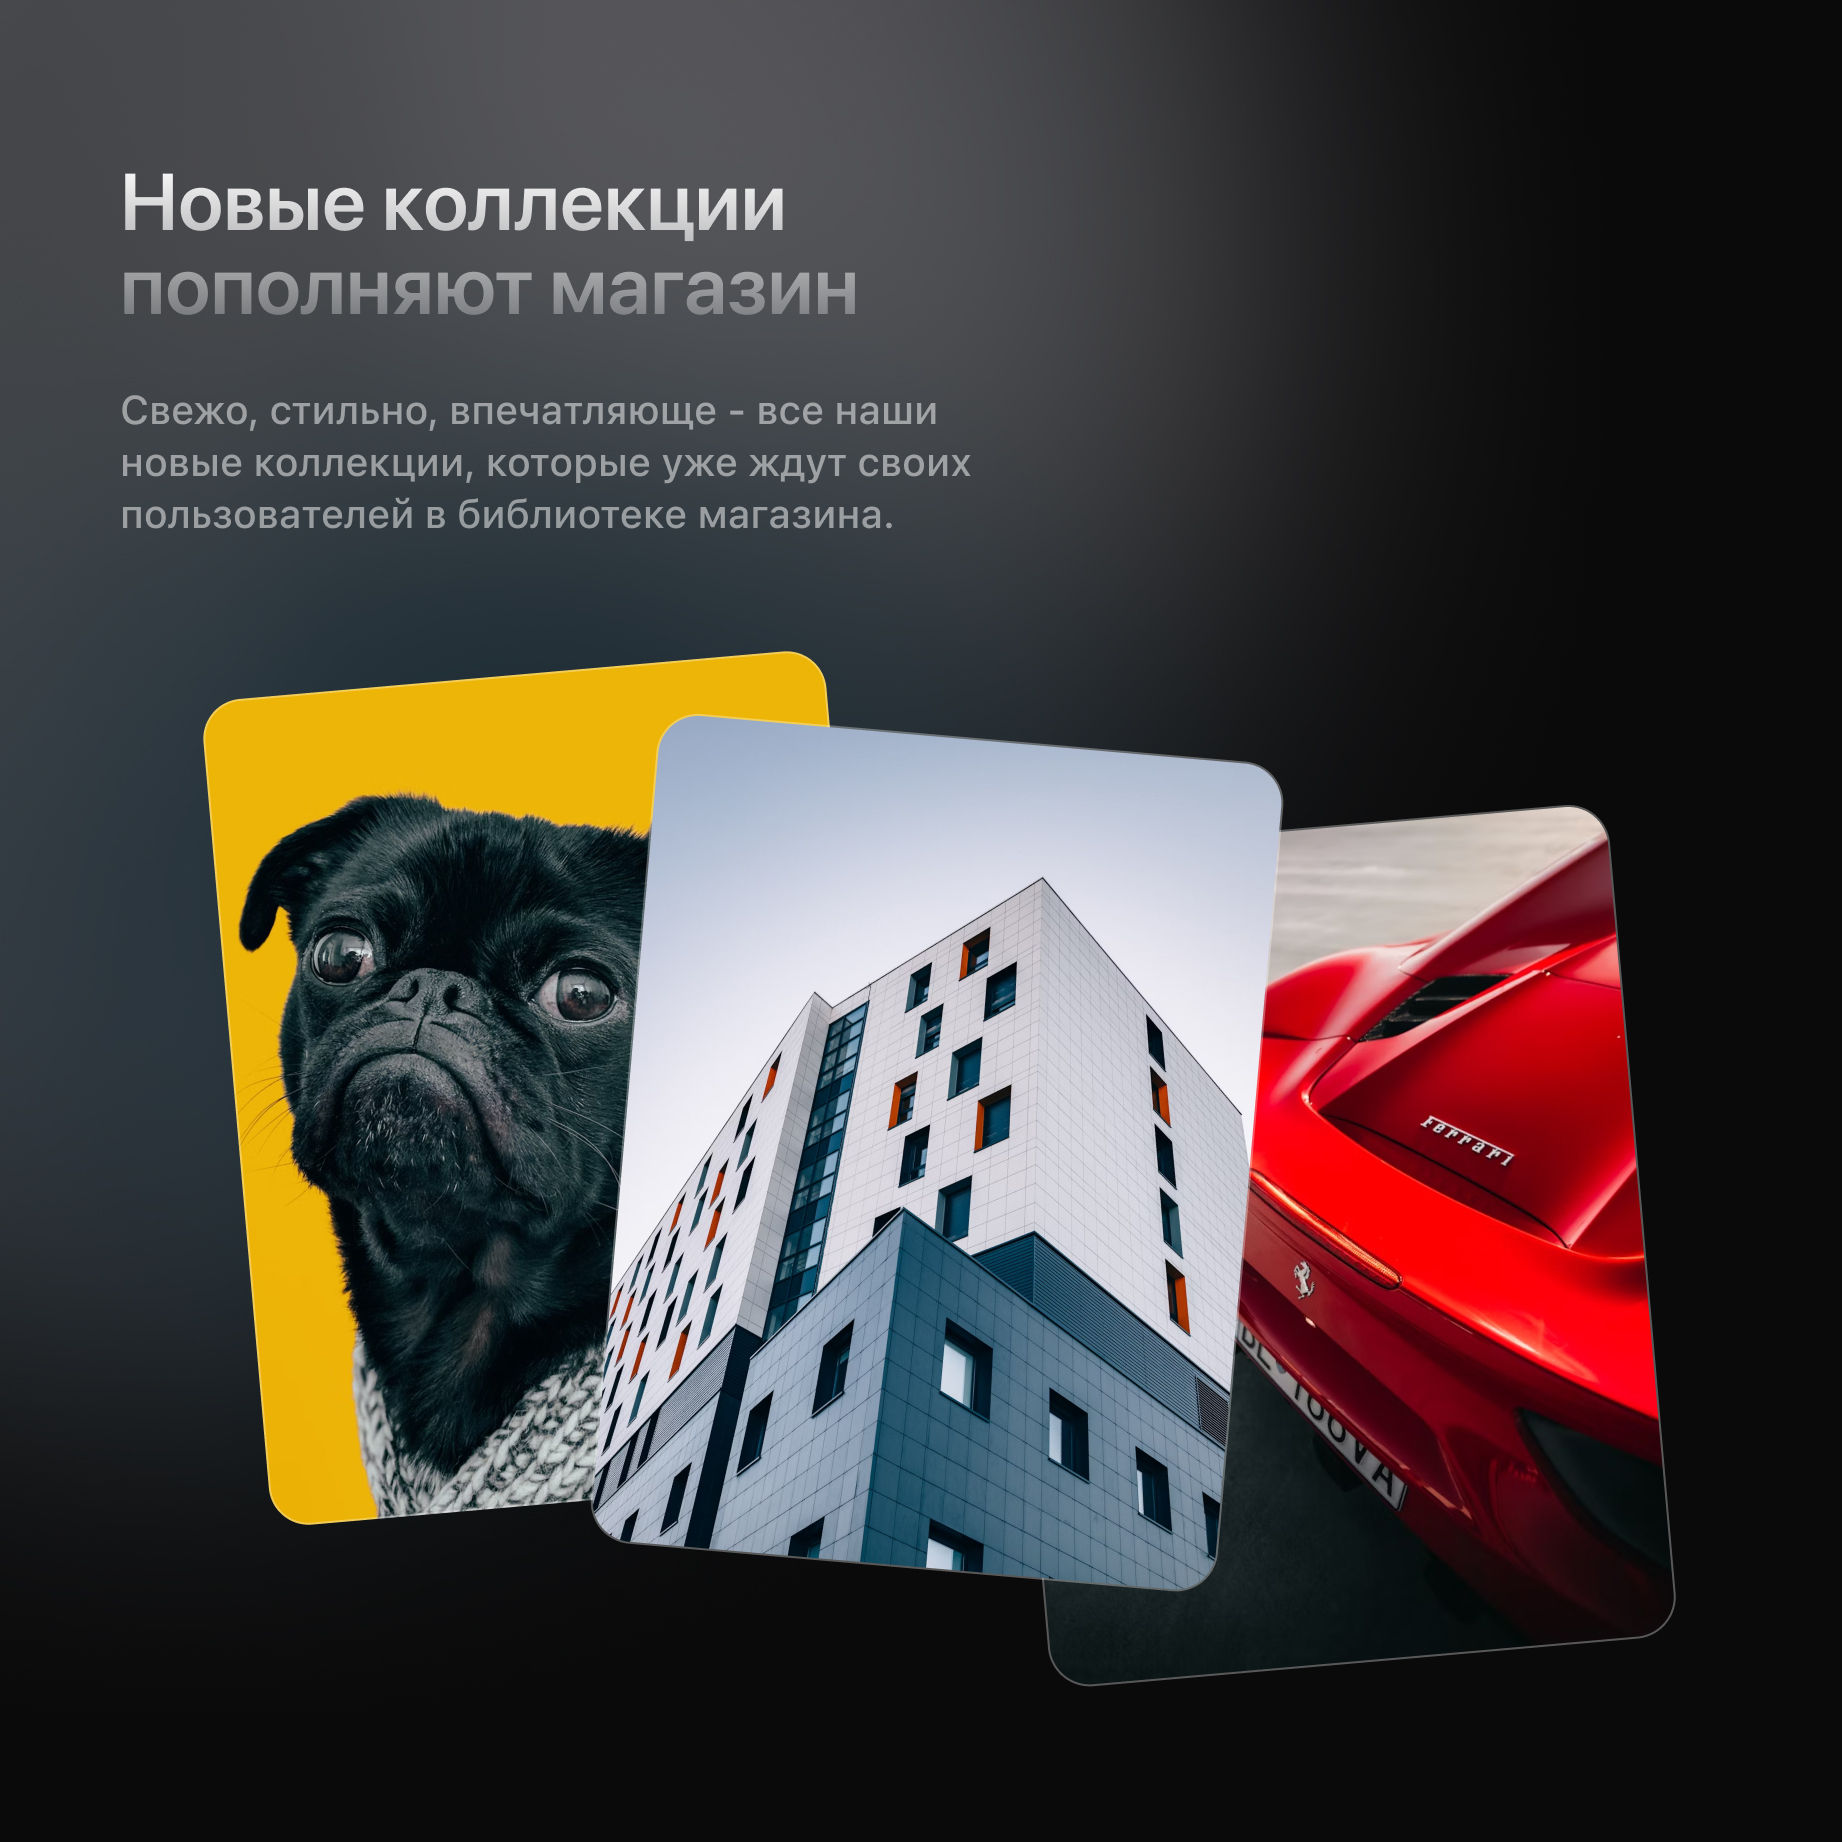 Новые коллекции
пополняют магазин
Свежо, стильно, впечатляюще - все наши
новые коллекции, которые уже ждут своих
пользователей в библиотеке магазина.
Ferrari